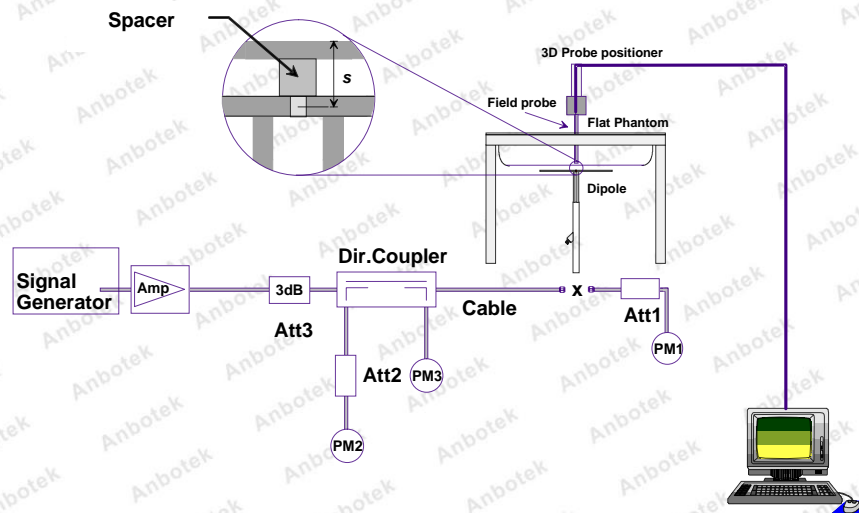 Spacer
s
3D Probe positioner
Field probe
Flat Phantom
Dipole
Signal
Generator
Amp
3dB
Att3
Dir.Coupler
Cable
X
Att1
PM1
Att2
PM3
PM2
Anbotek